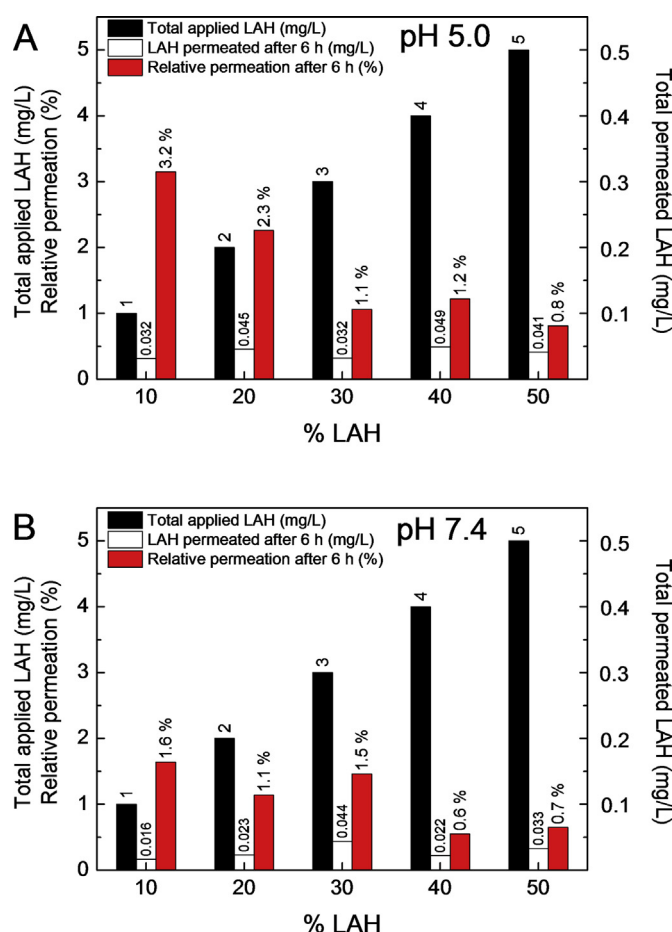 A
Total applied LAH (mg/L)
LAH permeated after 6 h (mg/L)
Relative permeation after 6 h (%)
pH 5.0
Total applied LAH (mg/L)
Relative permeation (%)
5
4
3
2
1
0
1
0.032
3.2 %
2
0.045
2.3 %
3
0.032
1.1 %
4
0.049
1.2 %
5
0.041
0.8 %
0.5
0.4
0.3
0.2
0.1
Total permeated LAH (mg/L)
10 20 30 40 50
% LAH
B
Total applied LAH (mg/L)
LAH permeated after 6 h (mg/L)
Relative permeation after 6 h (%)
pH 7.4
Total applied LAH (mg/L)
Relative permeation (%)
5
4
3
2
1
0
1
0.016
1.6 %
2
0.023
1.1 %
3
0.044
1.5 %
4
0.022
0.6 %
5
0.033
0.7 %
0.5
0.4
0.3
0.2
0.1
Total permeated LAH (mg/L)
10 20 30 40 50
% LAH